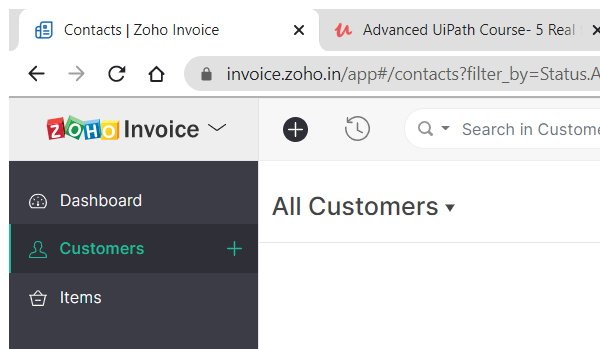 Contacts | Zoho Invoice
Advanced UiPath Course- 5 Real
invoice.zoho.in/app#/contacts?filter_by=Status.A
ZOHO Invoice
Search in Custome
Dashboard
All Customers
Customers
Items